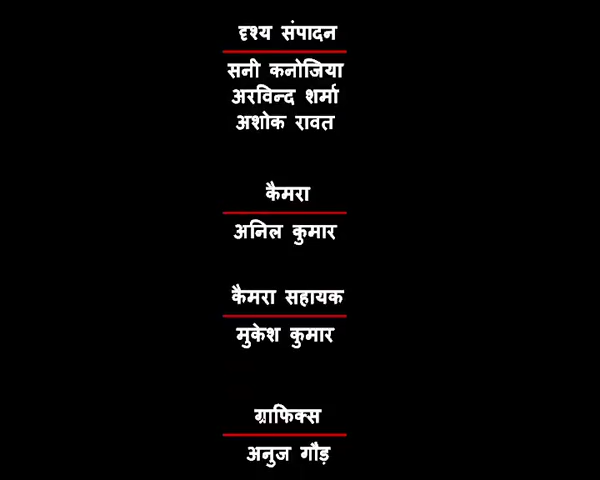 दृश्य संपादन
सनी कनोजिया
अरविन्द शर्मा
अशोक रावत
कैमरा
अनिल कुमार
कैमरा सहायक
मुकेश कुमार
ग्राफिक्स
अनुज गौड़